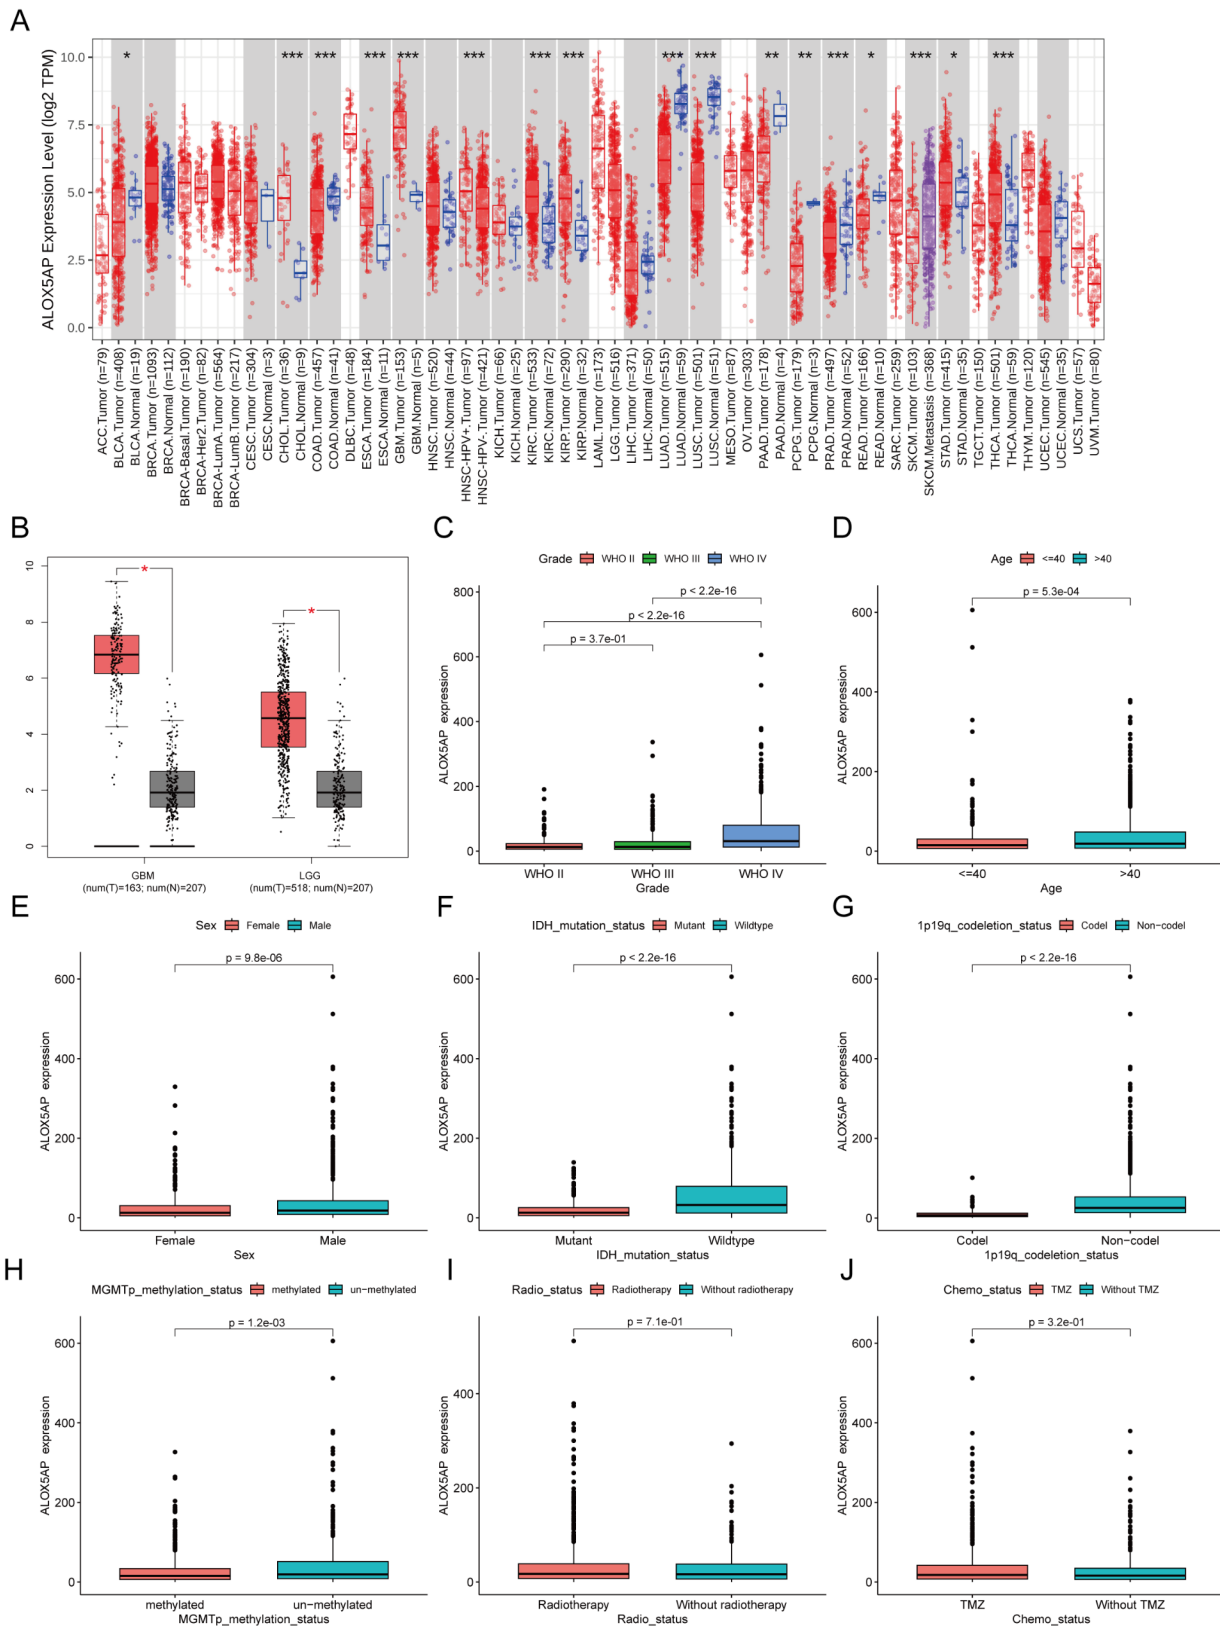 A
* *** *** *** *** *** *** *** *** *** ** ** *** * *** * ***
ALOX5AP Expression Level (log2 TPM)
10.0
7.5
5.0
2.5
0.0
ACC.Tumor (n=79)
BLCA.Tumor (n=408)
BLCA.Normal (n=19)
BRCA.Tumor (n=1093)
BRCA.Normal (n=112)
BRCA-Basal.Tumor (n=190)
BRCA-Her2.Tumor (n=82)
BRCA-LumA.Tumor (n=564)
BRCA-LumB.Tumor (n=217)
CESC.Tumor (n=304)
CESC.Normal (n=3)
CHOL.Tumor (n=36)
CHOL.Normal (n=9)
COAD.Tumor (n=457)
COAD.Normal (n=41)
DLBC.Tumor (n=48)
ESCA.Tumor (n=184)
ESCA.Normal (n=11)
GBM.Tumor (n=153)
GBM.Normal (n=5)
HNSC.Tumor (n=520)
HNSC.Normal (n=44)
HNSC-HPV+.Tumor (n=97)
HNSC-HPV-.Tumor (n=421)
KICH.Tumor (n=66)
KICH.Normal (n=25)
KIRC.Tumor (n=533)
KIRC.Normal (n=72)
KIRP.Tumor (n=290)
KIRP.Normal (n=32)
LAML.Tumor (n=173)
LGG.Tumor (n=516)
LIHC.Tumor (n=371)
LIHC.Normal (n=50)
LUAD.Tumor (n=515)
LUAD.Normal (n=59)
LUSC.Tumor (n=501)
LUSC.Normal (n=51)
MESO.Tumor (n=87)
OV.Tumor (n=303)
PAAD.Tumor (n=178)
PAAD.Normal (n=4)
PCPG.Tumor (n=179)
PCPG.Normal (n=3)
PRAD.Tumor (n=497)
PRAD.Normal (n=52)
READ.Tumor (n=166)
READ.Normal (n=10)
SARC.Tumor (n=259)
SKCM.Tumor (n=103)
SKCM.Metastasis (n=368)
STAD.Tumor (n=415)
STAD.Normal (n=35)
TGCT.Tumor (n=150)
THCA.Tumor (n=501)
THCA.Normal (n=59)
THYM.Tumor (n=120)
UCEC.Tumor (n=545)
UCEC.Normal (n=35)
UCS.Tumor (n=57)
UVM.Tumor (n=80)
B
10
8
6
4
2
0
*
*
GBM
(num(T)=163; num(N)=207)
LGG
(num(T)=518; num(N)=207)
C
Grade WHO II WHO III WHO IV
ALOX5AP expression
800
600
400
200
0
p < 2.2e-16
p < 2.2e-16
p = 3.7e-01
WHO II WHO III WHO IV
Grade
D
Age <=40 >40
ALOX5AP expression
600
400
200
0
p = 5.3e-04
<=40 >40
Age
E
Sex Female Male
ALOX5AP expression
600
400
200
0
p = 9.8e-06
Female Male
Sex
F
IDH_mutation_status Mutant Wildtype
ALOX5AP expression
600
400
200
0
p < 2.2e-16
Mutant Wildtype
IDH_mutation_status
G
1p19q_codeletion_status Codel Non-codel
ALOX5AP expression
600
400
200
0
p < 2.2e-16
Codel Non-codel
1p19q_codeletion_status
H
MGMTp_methylation_status methylated un-methylated
ALOX5AP expression
600
400
200
0
p = 1.2e-03
methylated un-methylated
MGMTp_methylation_status
I
Radio_status Radiotherapy Without radiotherapy
ALOX5AP expression
400
200
0
p = 7.1e-01
Radiotherapy Without radiotherapy
Radio_status
J
Chemo_status TMZ Without TMZ
ALOX5AP expression
600
400
200
0
p = 3.2e-01
TMZ Without TMZ
Chemo_status